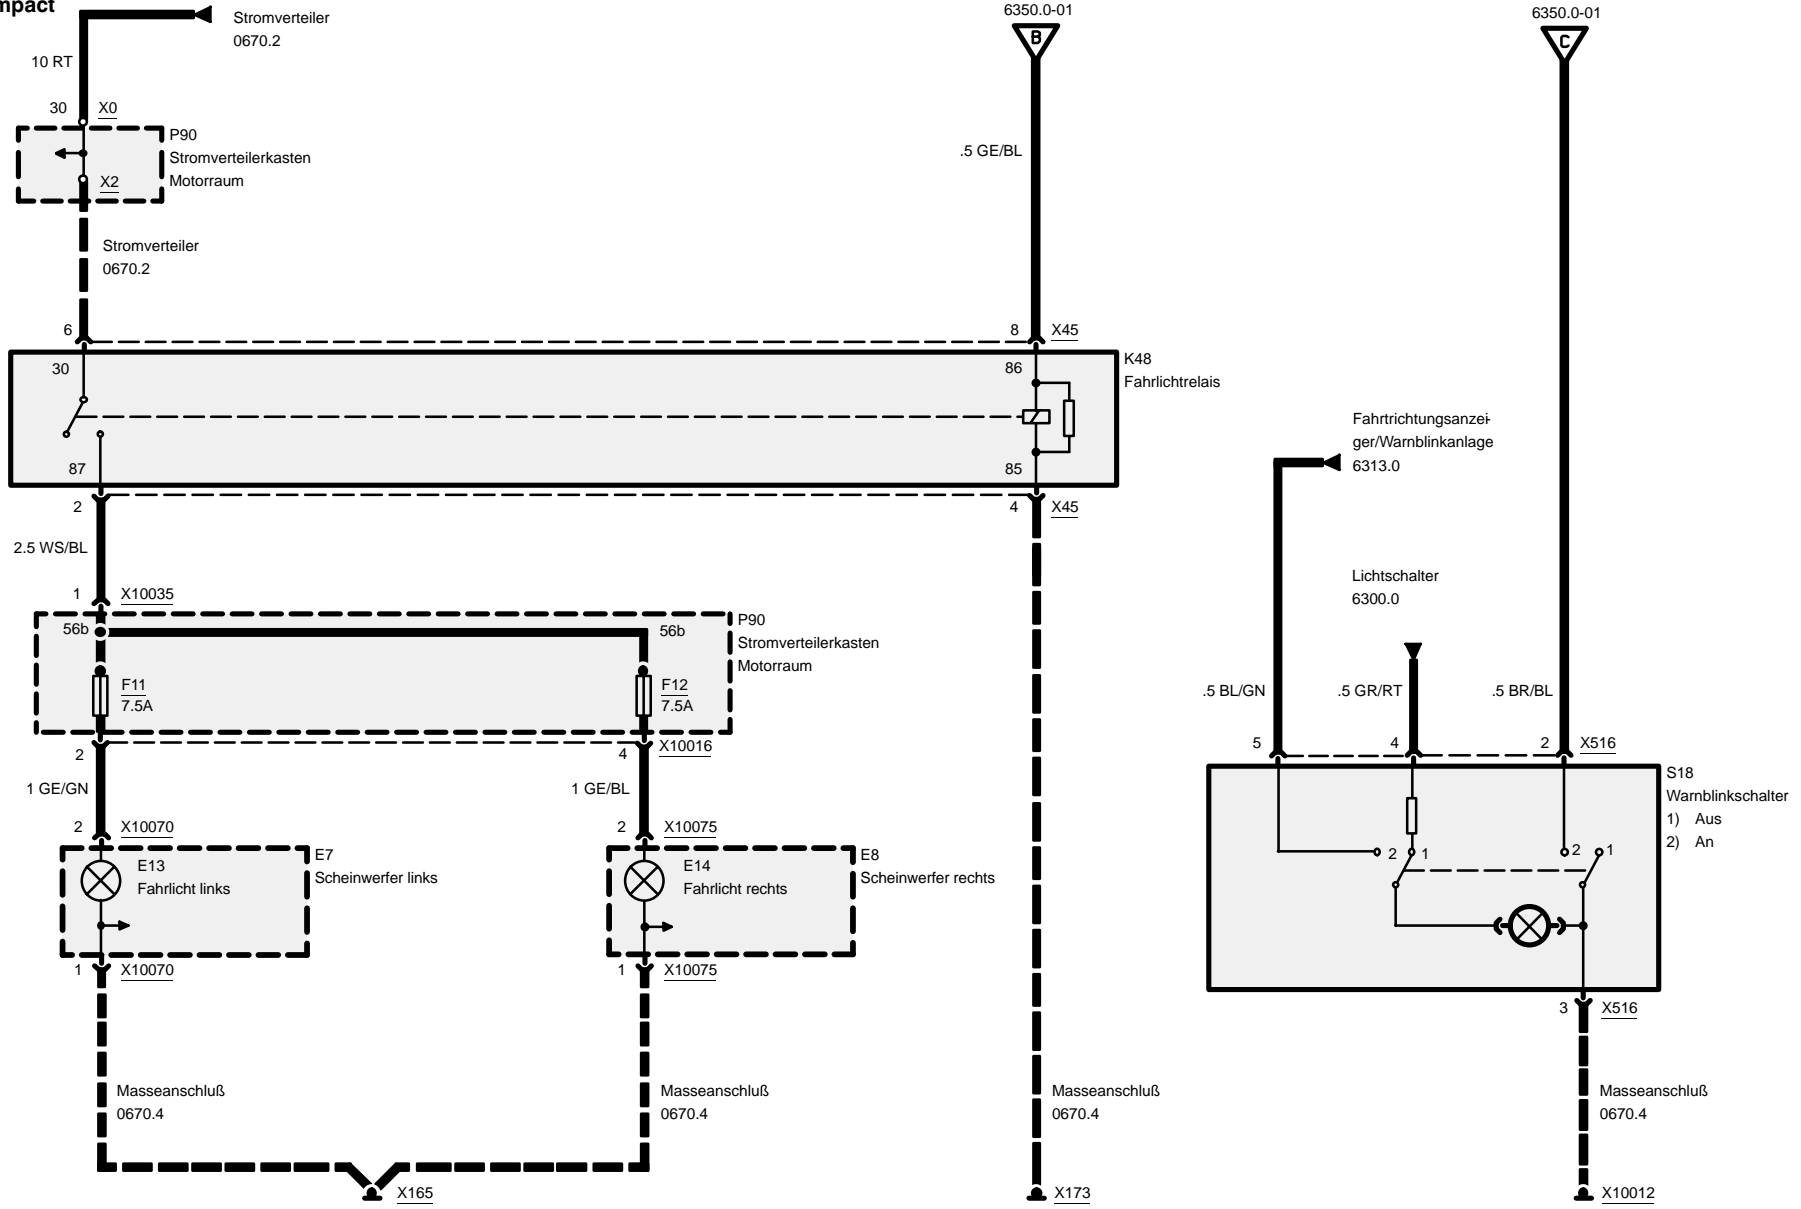 mpact
Stromverteiler
0670.2
10 RT
30 X0
P90
Stromverteilerkasten
Motorraum
X2
Stromverteiler
0670.2
6
6350.0-01
B
.5 GE/BL
8 X45
6350.0-01
C
K48
Fahrlichtrelais
30
86
87
85
2
4 X45
2.5 WS/BL
1 X10035
56b
56b
P90
Stromverteilerkasten
Motorraum
F11
7.5A
F12
7.5A
2
4 X10016
1 GE/GN
1 GE/BL
2 X10070
2 X10075
E13
Fahrlicht links
E7
Scheinwerfer links
E14
Fahrlicht rechts
E8
Scheinwerfer rechts
1 X10070
1 X10075
Masseanschluß
0670.4
Masseanschluß
0670.4
Masseanschluß
0670.4
X165
X173
Fahrtrichtungsanzei-
ger/Warnblinkanlage
6313.0
Lichtschalter
6300.0
.5 BL/GN
.5 GR/RT
.5 BR/BL
5
4
2 X516
S18
Warnblinkschalter
1) Aus
2) An
2 1
2 1
3 X516
Masseanschluß
0670.4
X10012